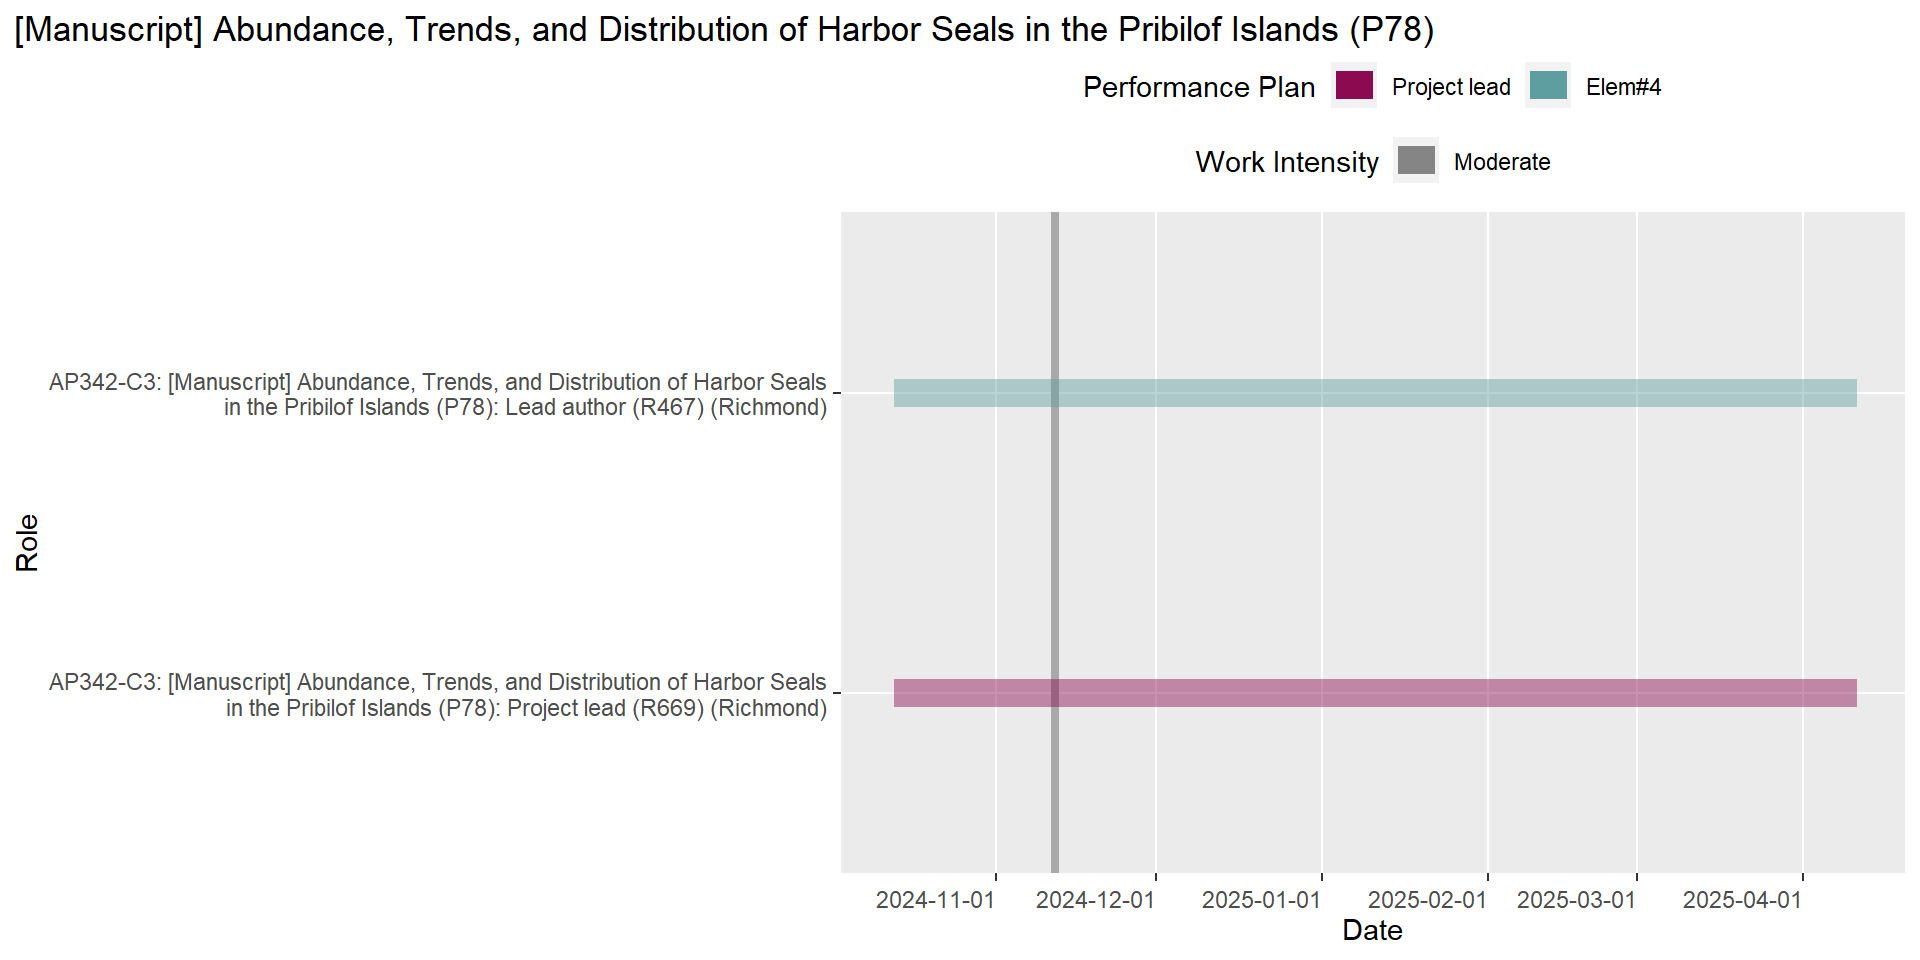 [Manuscript] Abundance, Trends, and Distribution of Harbor Seals in the Pribilof Islands (P78)
Performance Plan Project lead Elem#4
Work Intensity Moderate
Role
AP342-C3: [Manuscript] Abundance, Trends, and Distribution of Harbor Seals
in the Pribilof Islands (P78): Lead author (R467) (Richmond)
AP342-C3: [Manuscript] Abundance, Trends, and Distribution of Harbor Seals
in the Pribilof Islands (P78): Project lead (R669) (Richmond)
2024-11-01 2024-12-01 2025-01-01 2025-02-01 2025-03-01 2025-04-01
Date